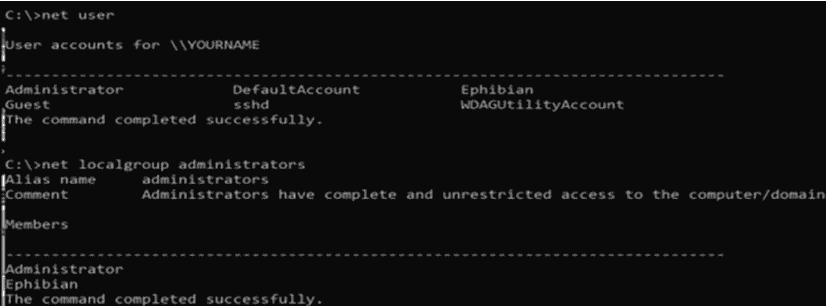 C:\>net user
User accounts for \\YOURNAME
-------------------------------------------------------------------------------
Administrator            DefaultAccount           Ephibian
Guest                    sshd                     WDAGUtilityAccount
The command completed successfully.
C:\>net localgroup administrators
Alias name     administrators
Comment        Administrators have complete and unrestricted access to the computer/domain
Members
-------------------------------------------------------------------------------
Administrator
Ephibian
The command completed successfully.